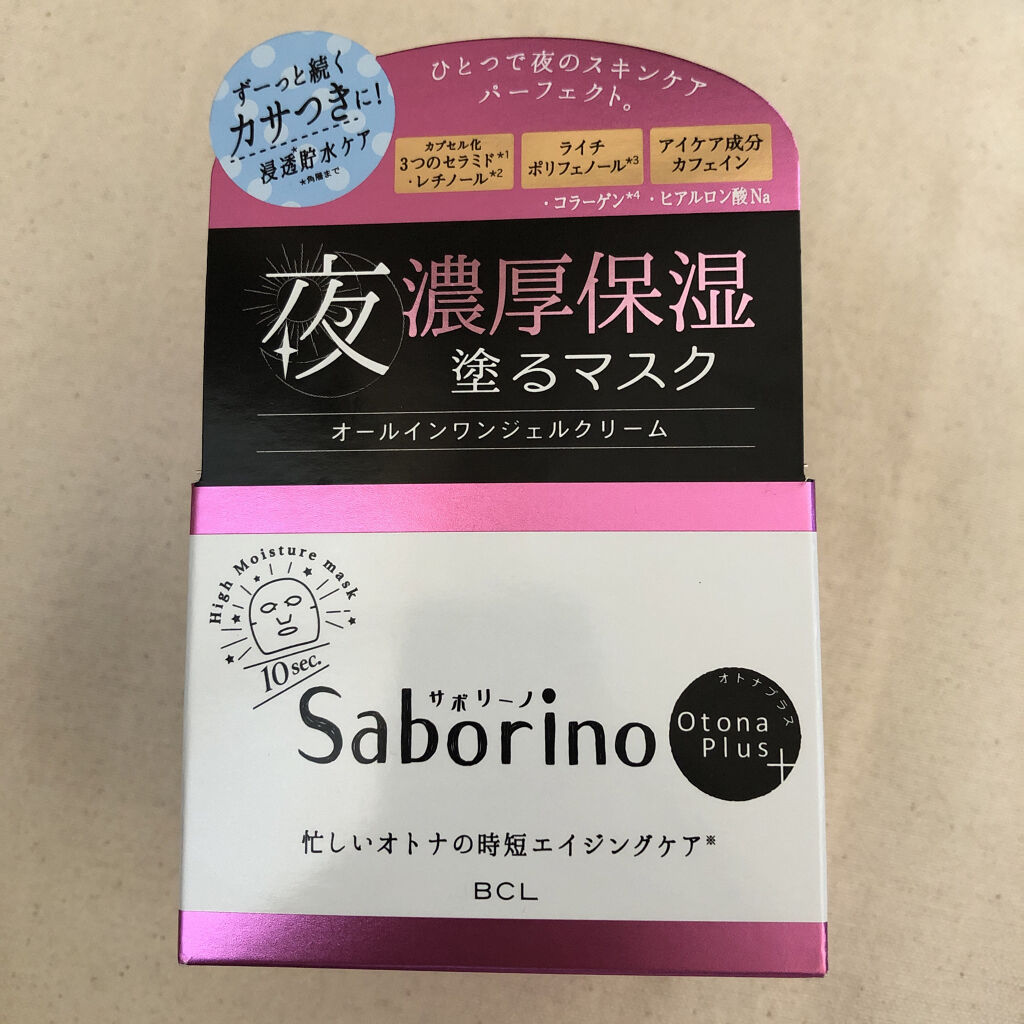 ずーっと続く
カサつきに!
浸透*貯水ケア
*角層まで
ひとつで夜のスキンケア
パーフェクト。
カプセル化
3つのセラミド*1
・レチノール*2
ライチ
ポリフェノール*3
アイケア成分
カフェイン
・コラーゲン*4 ・ヒアルロン酸Na
夜濃厚保湿
塗るマスク
オールインワンジェルクリーム
High Moisture mask!
10sec.
サボリーノ
Saborino
オトナプラス
Otona
Plus+
忙しいオトナの時短エイジングケア※
BCL